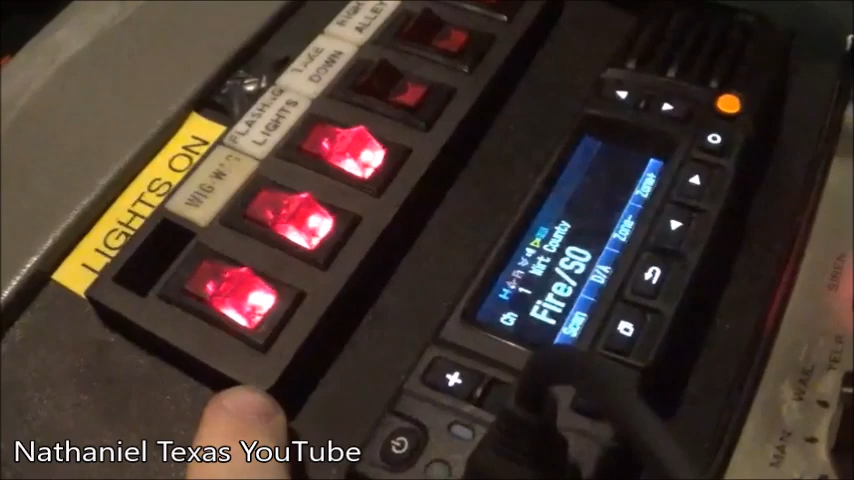 ALLEY
TAKE
DOWN
FLASHING
LIGHTS
WIG-WAG
LIGHTS ON
Wirt County
Ch 1 Fire/SO
Scan D/A Zone- Zone+
SIREN
MAN WAIL TELR
Nathaniel Texas YouTube